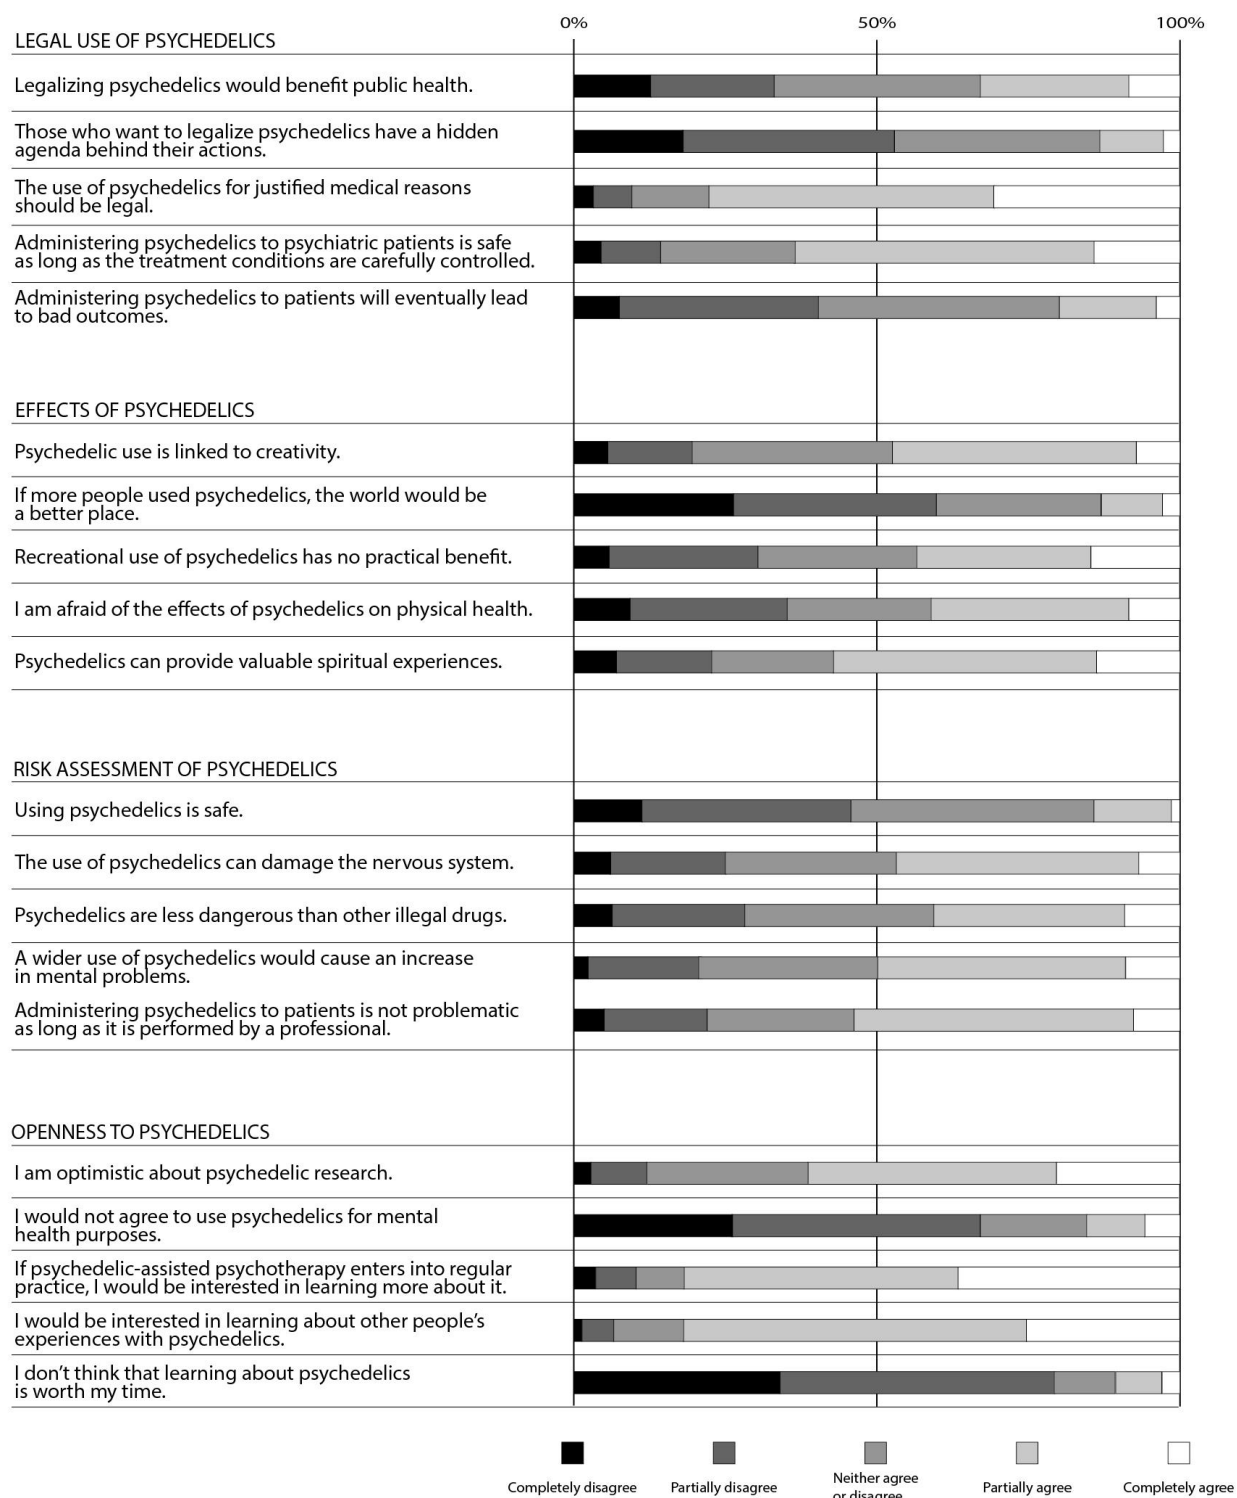 0% 50% 100%
LEGAL USE OF PSYCHEDELICS
Legalizing psychedelics would benefit public health.
Those who want to legalize psychedelics have a hidden
agenda behind their actions.
The use of psychedelics for justified medical reasons
should be legal.
Administering psychedelics to psychiatric patients is safe
as long as the treatment conditions are carefully controlled.
Administering psychedelics to patients will eventually lead
to bad outcomes.
EFFECTS OF PSYCHEDELICS
Psychedelic use is linked to creativity.
If more people used psychedelics, the world would be
a better place.
Recreational use of psychedelics has no practical benefit.
I am afraid of the effects of psychedelics on physical health.
Psychedelics can provide valuable spiritual experiences.
RISK ASSESSMENT OF PSYCHEDELICS
Using psychedelics is safe.
The use of psychedelics can damage the nervous system.
Psychedelics are less dangerous than other illegal drugs.
A wider use of psychedelics would cause an increase
in mental problems.
Administering psychedelics to patients is not problematic
as long as it is performed by a professional.
OPENNESS TO PSYCHEDELICS
I am optimistic about psychedelic research.
I would not agree to use psychedelics for mental
health purposes.
If psychedelic-assisted psychotherapy enters into regular
practice, I would be interested in learning more about it.
I would be interested in learning about other people’s
experiences with psychedelics.
I don’t think that learning about psychedelics
is worth my time.
Completely disagree
Partially disagree
Neither agree
or disagree
Partially agree
Completely agree